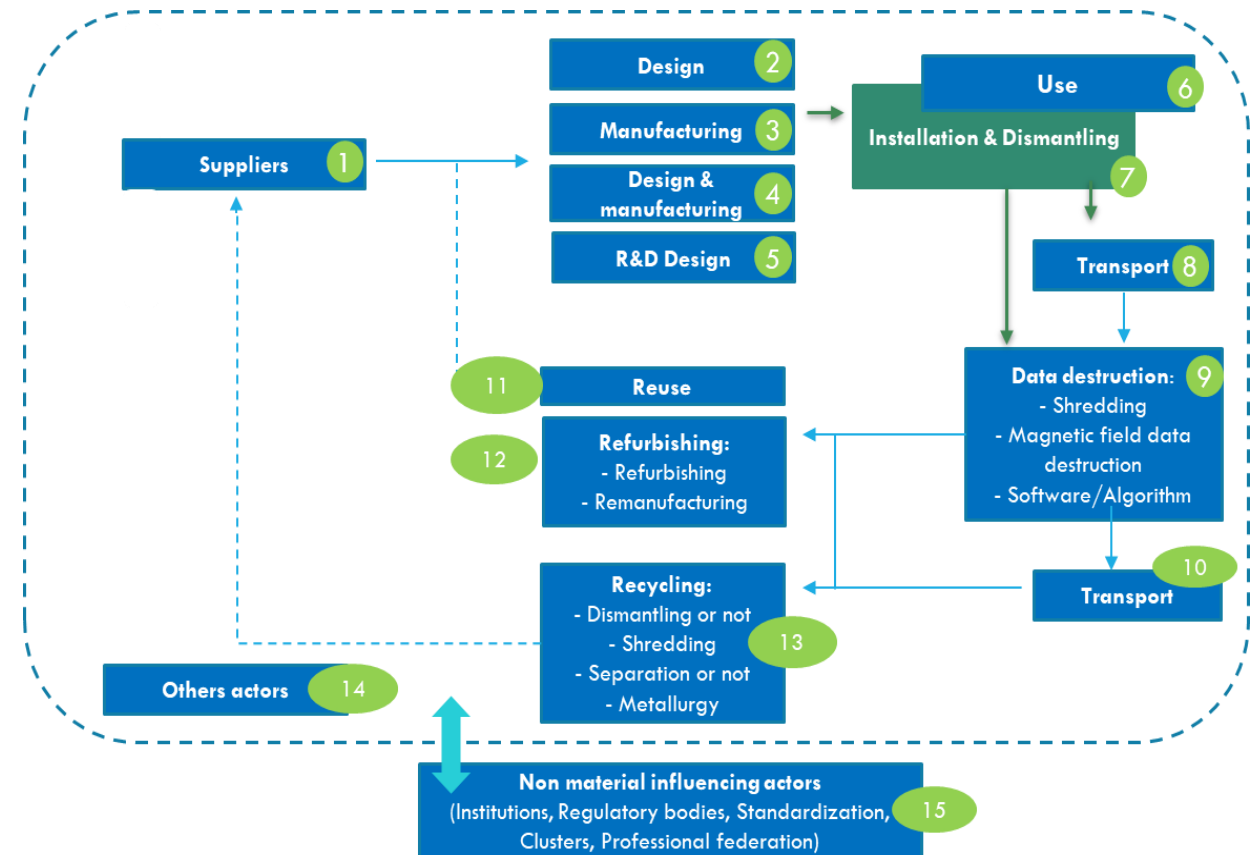 Design 2
Use 6
Manufacturing 3
Installation & Dismantling
7
Suppliers 1
Design &
manufacturing 4
R&D Design 5
Transport 8
Data destruction: 9
- Shredding
- Magnetic field data
destruction
- Software/Algorithm
11 Reuse
12 Refurbishing:
- Refurbishing
- Remanufacturing
10
Transport
Recycling:
- Dismantling or not
- Shredding
- Separation or not
- Metallurgy
13
Others actors 14
Non material influencing actors
(Institutions, Regulatory bodies, Standardization,
Clusters, Professional federation)
15